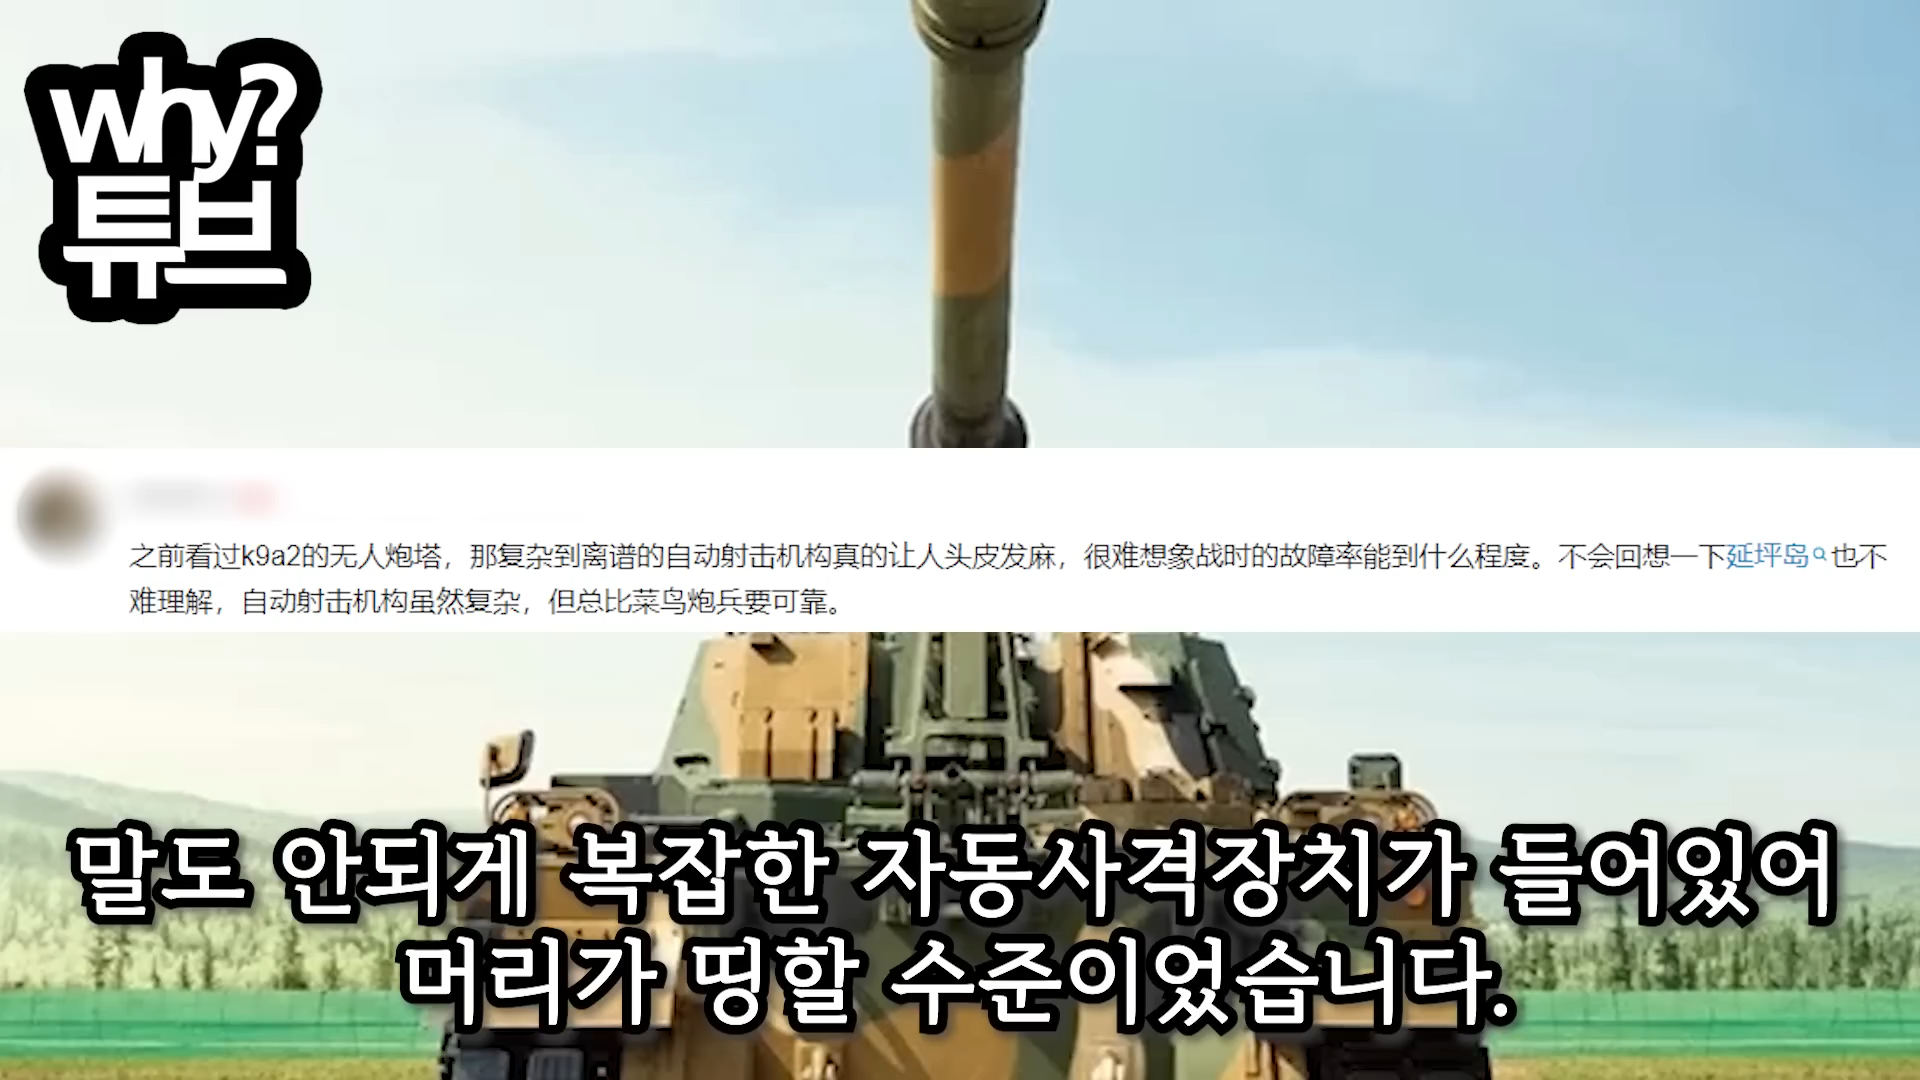 why?
튜브
之前看过k9a2的无人炮塔，那复杂到离谱的自动射击机构真的让人头皮发麻，很难想象战时的故障率能到什么程度。不会回想一下延坪岛也不
难理解，自动射击机构虽然复杂，但总比菜鸟炮兵要可靠。
말도 안되게 복잡한 자동사격장치가 들어있어
머리가 띵할 수준이었습니다.